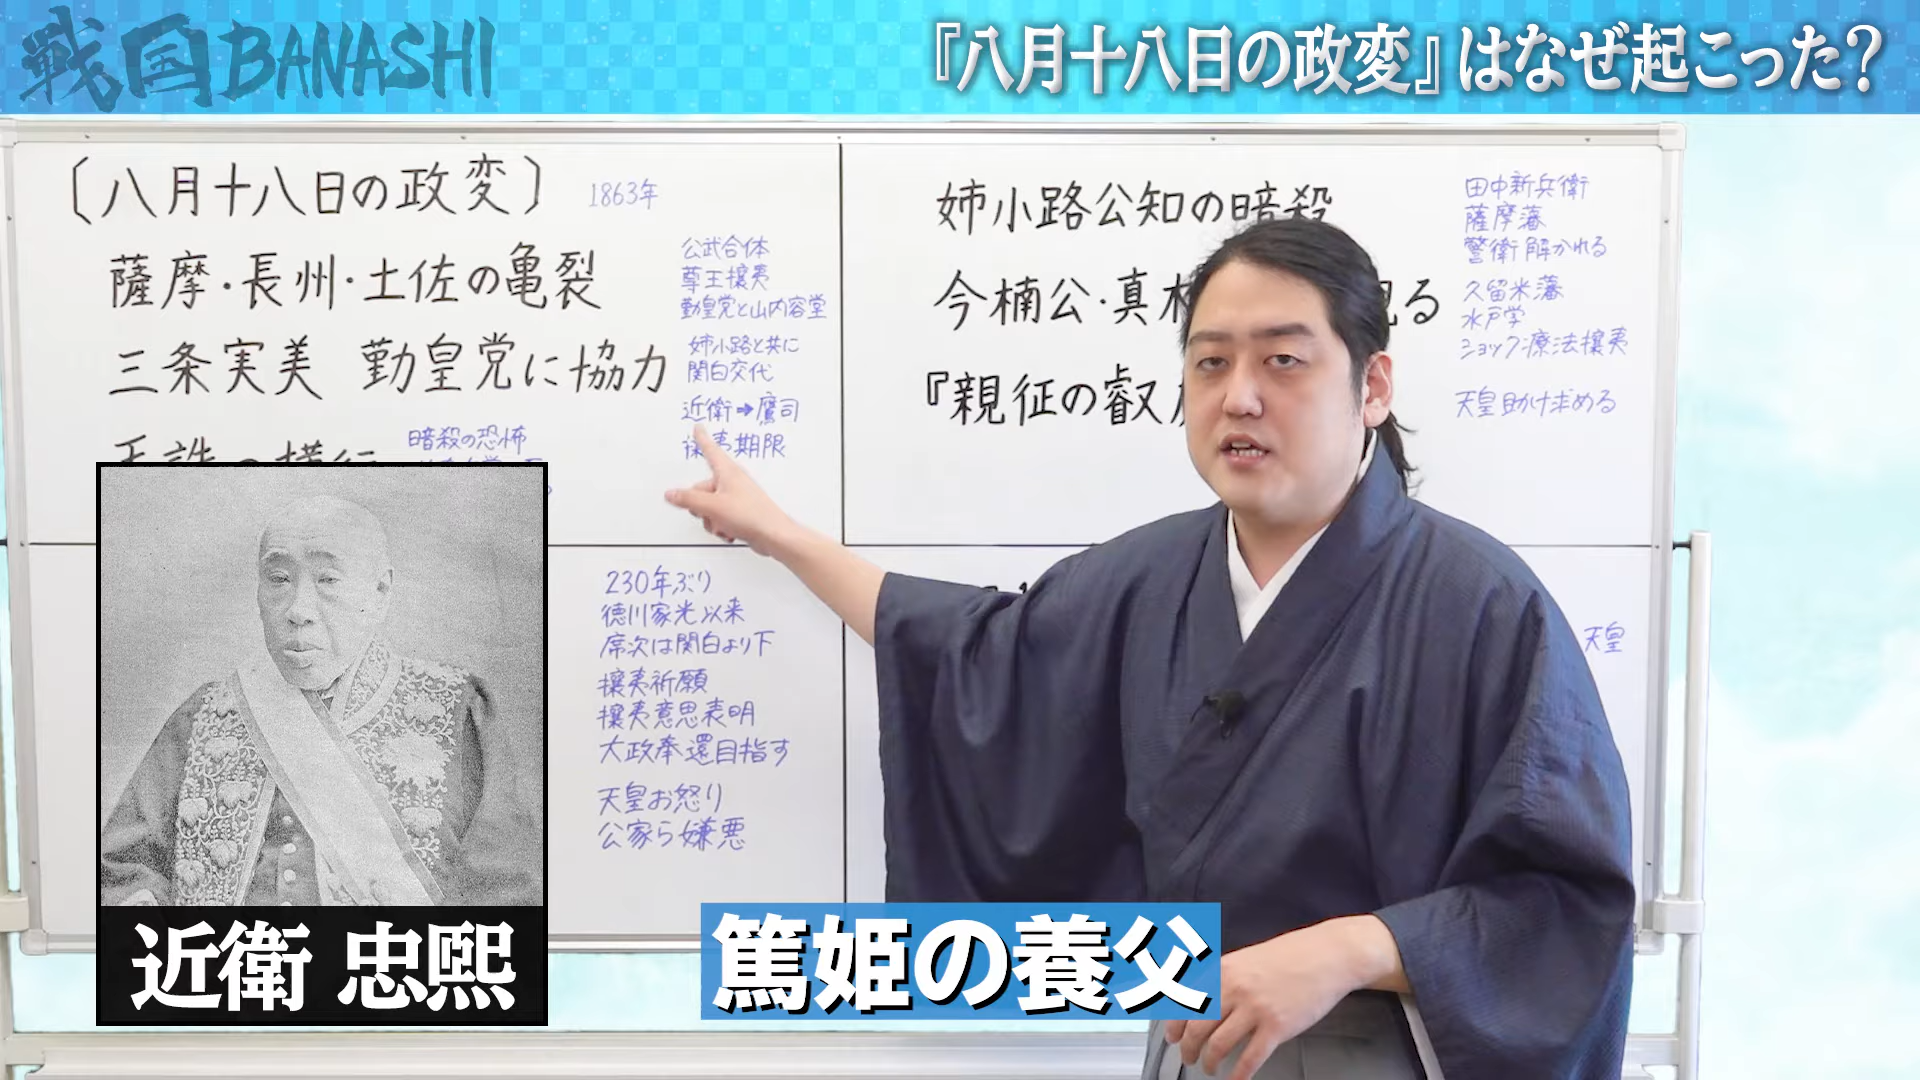 戦国BANASHI
『八月十八日の政変』はなぜ起こった?
〔八月十八日の政変〕 1863年
薩摩・長州・土佐の亀裂
公武合体
尊王攘夷
勤皇党と山内容堂
三条実美 勤皇党に協力
姉小路と共に
関白交代
近衛→鷹司
攘夷期限
天誅の横行
暗殺の恐怖
230年ぶり
徳川家光以来
席次は関白より下
攘夷祈願
攘夷意思表明
大政奉還目指す
天皇お怒り
公家ら嫌悪
姉小路公知の暗殺
田中新兵衛
薩摩藩
警衛解かれる
今楠公・真木
る
久留米藩
水戸学
ショック療法攘夷
『親征の叡
天皇助け求める
天皇
近衛 忠熙
篤姫の養父